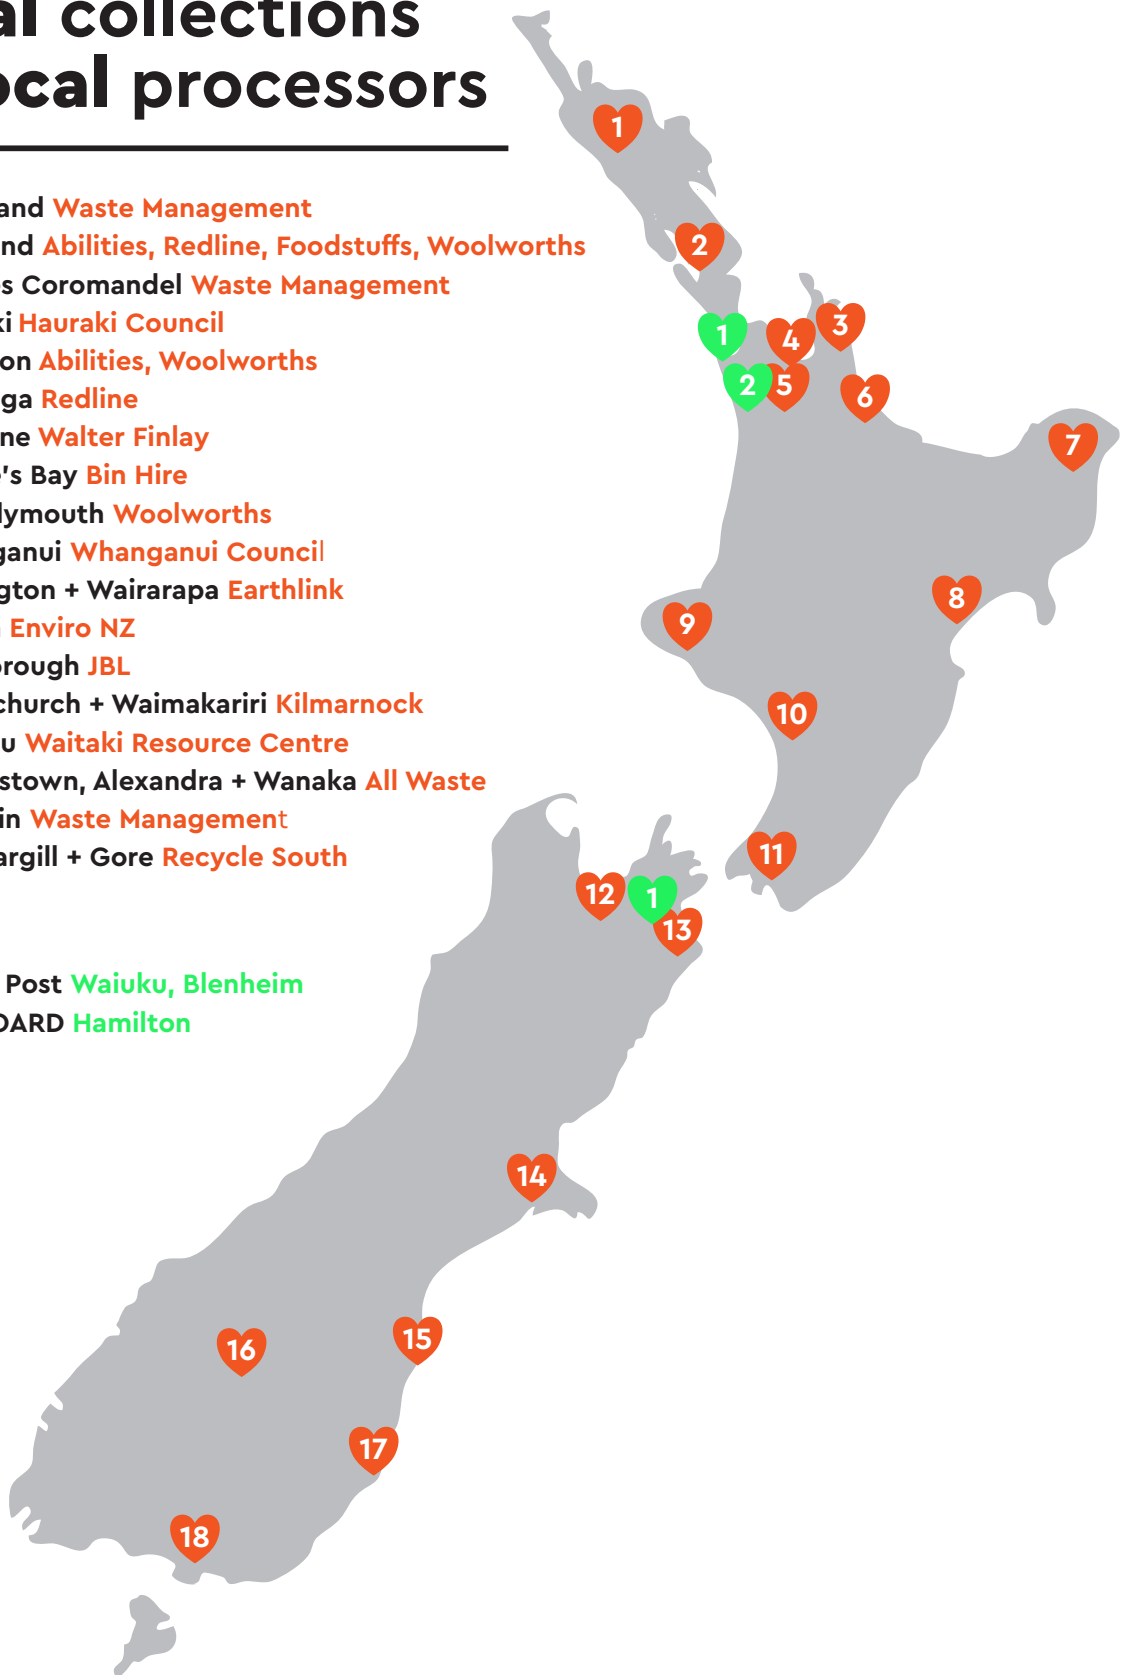 al collections
ocal processors
and Waste Management
nd Abilities, Redline, Foodstuffs, Woolworths
s Coromandel Waste Management
ki Hauraki Council
on Abilities, Woolworths
ga Redline
ne Walter Finlay
's Bay Bin Hire
lymouth Woolworths
ganui Whanganui Council
gton + Wairarapa Earthlink
Enviro NZ
orough JBL
church + Waimakariri Kilmarnock
u Waitaki Resource Centre
stown, Alexandra + Wanaka All Waste
in Waste Management
argill + Gore Recycle South
Post Waiuku, Blenheim
OARD Hamilton
1
2
1
4
3
2
5
6
7
8
9
10
11
12
1
13
14
15
16
17
18